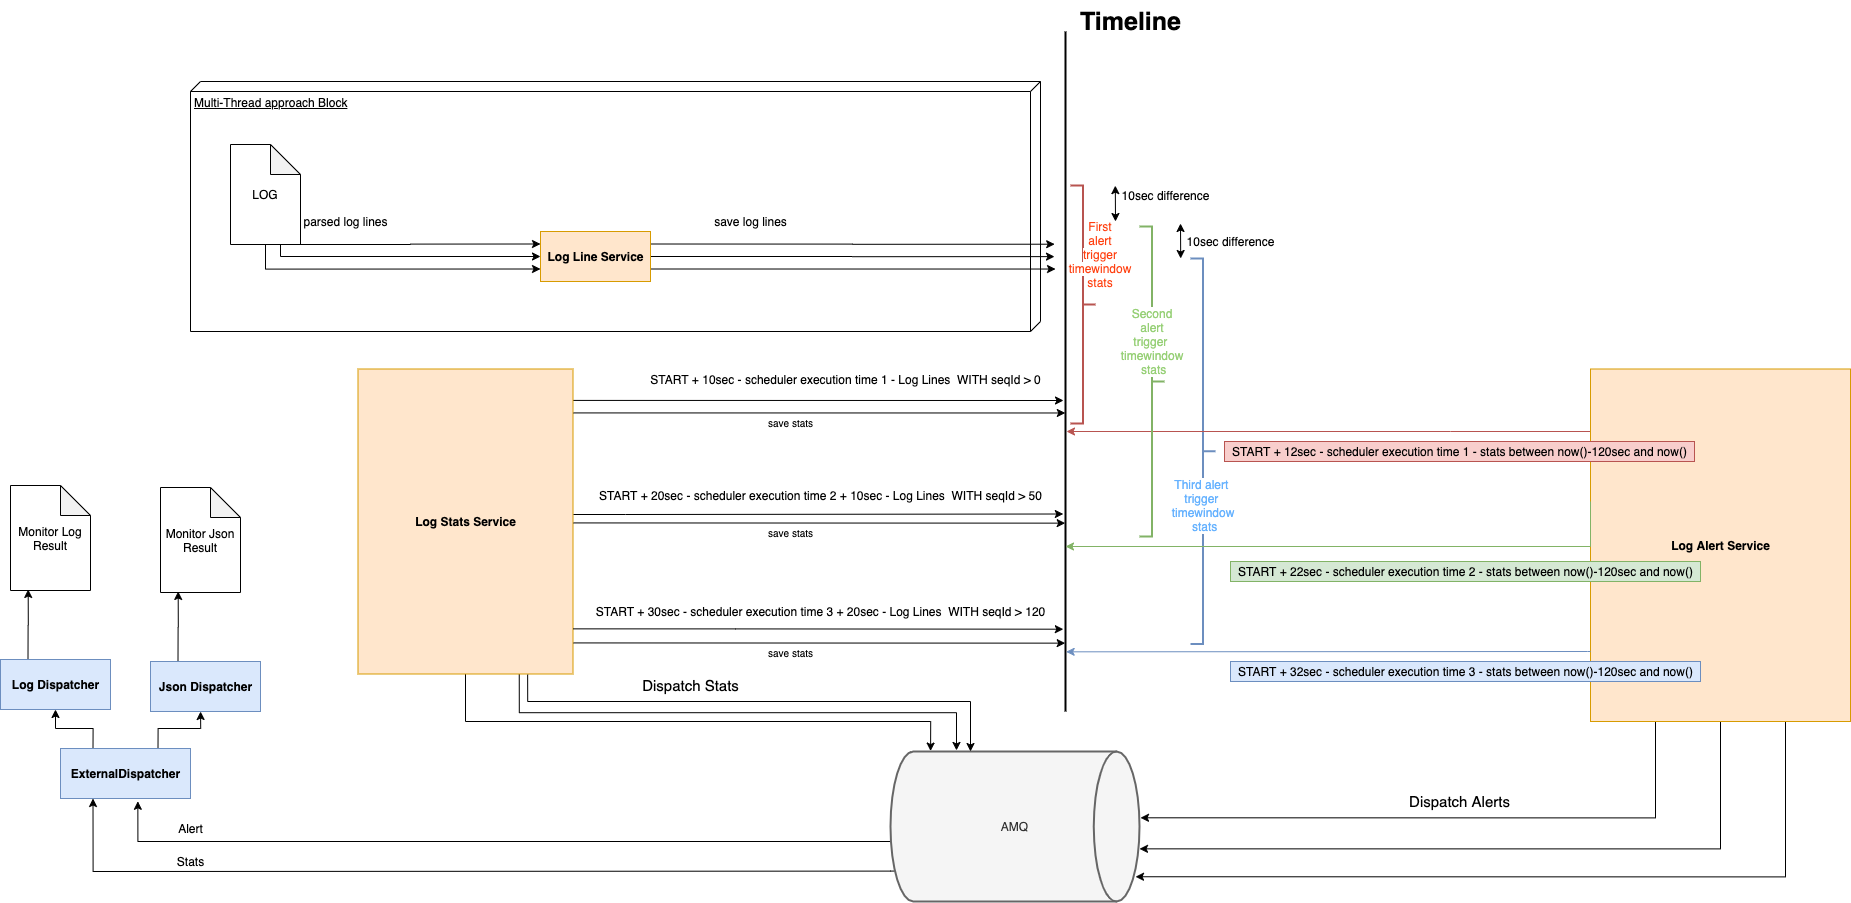 Timeline
Multi-Thread approach Block
LOG
parsed log lines
save log lines
Log Line Service
10sec difference
10sec difference
First
alert
trigger
timewindow
stats
Second
alert
trigger
timewindow
stats
Third alert
trigger
timewindow
stats
START + 10sec - scheduler execution time 1 - Log Lines  WITH seqId > 0
save stats
START + 12sec - scheduler execution time 1 - stats between now()-120sec and now()
START + 20sec - scheduler execution time 2 + 10sec - Log Lines  WITH seqId > 50
save stats
Log Stats Service
Log Alert Service
START + 22sec - scheduler execution time 2 - stats between now()-120sec and now()
START + 30sec - scheduler execution time 3 + 20sec - Log Lines  WITH seqId > 120
save stats
START + 32sec - scheduler execution time 3 - stats between now()-120sec and now()
Monitor Log
Result
Monitor Json
Result
Log Dispatcher
Json Dispatcher
ExternalDispatcher
Dispatch Stats
AMQ
Dispatch Alerts
Alert
Stats